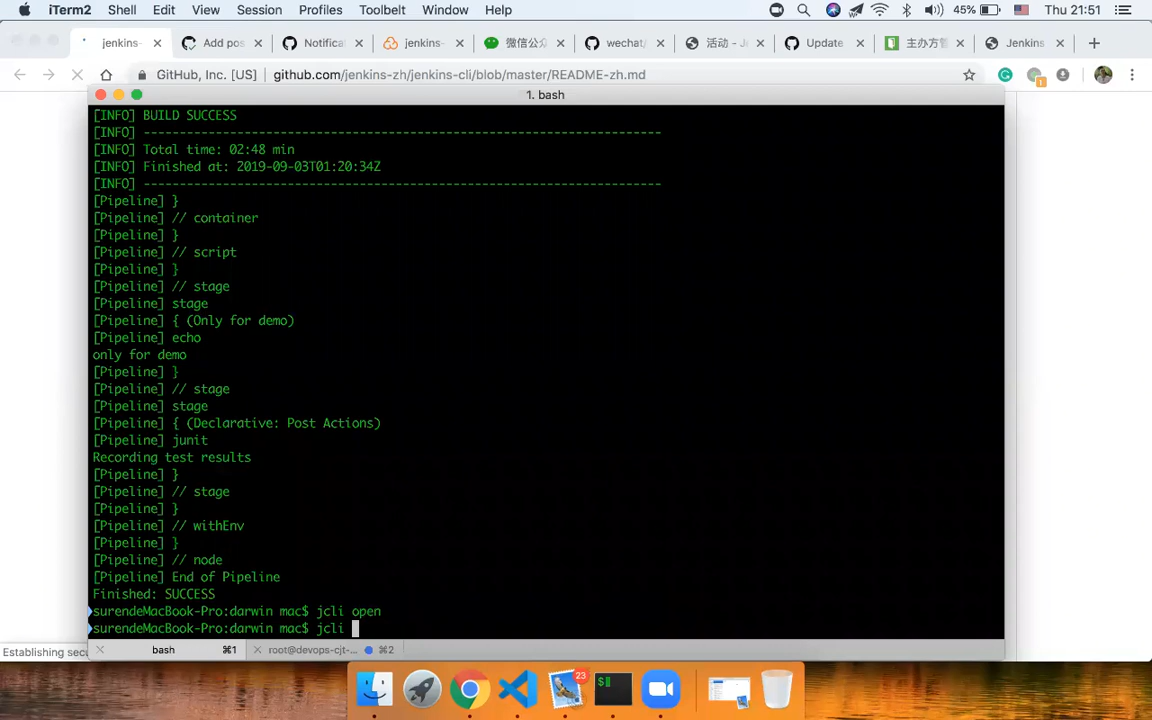 iTerm2 Shell Edit View Session Profiles Toolbelt Window Help 45% Thu 21:51
jenkins- Add pos Notifica jenkins- 微信公众 wechat/ 活动 - Je Update 主办方管 Jenkins
GitHub, Inc. [US] github.com/jenkins-zh/jenkins-cli/blob/master/README-zh.md
1
1. bash
[INFO] BUILD SUCCESS
[INFO] ------------------------------------------------------------------------
[INFO] Total time: 02:48 min
[INFO] Finished at: 2019-09-03T01:20:34Z
[INFO] ------------------------------------------------------------------------
[Pipeline] }
[Pipeline] // container
[Pipeline] }
[Pipeline] // script
[Pipeline] }
[Pipeline] // stage
[Pipeline] stage
[Pipeline] { (Only for demo)
[Pipeline] echo
only for demo
[Pipeline] }
[Pipeline] // stage
[Pipeline] stage
[Pipeline] { (Declarative: Post Actions)
[Pipeline] junit
Recording test results
[Pipeline] }
[Pipeline] // stage
[Pipeline] }
[Pipeline] // withEnv
[Pipeline] }
[Pipeline] // node
[Pipeline] End of Pipeline
Finished: SUCCESS
surendeMacBook-Pro:darwin mac$ jcli open
surendeMacBook-Pro:darwin mac$ jcli
Establishing secu
bash ⌘1 root@devops-cjt-... ⌘2
23